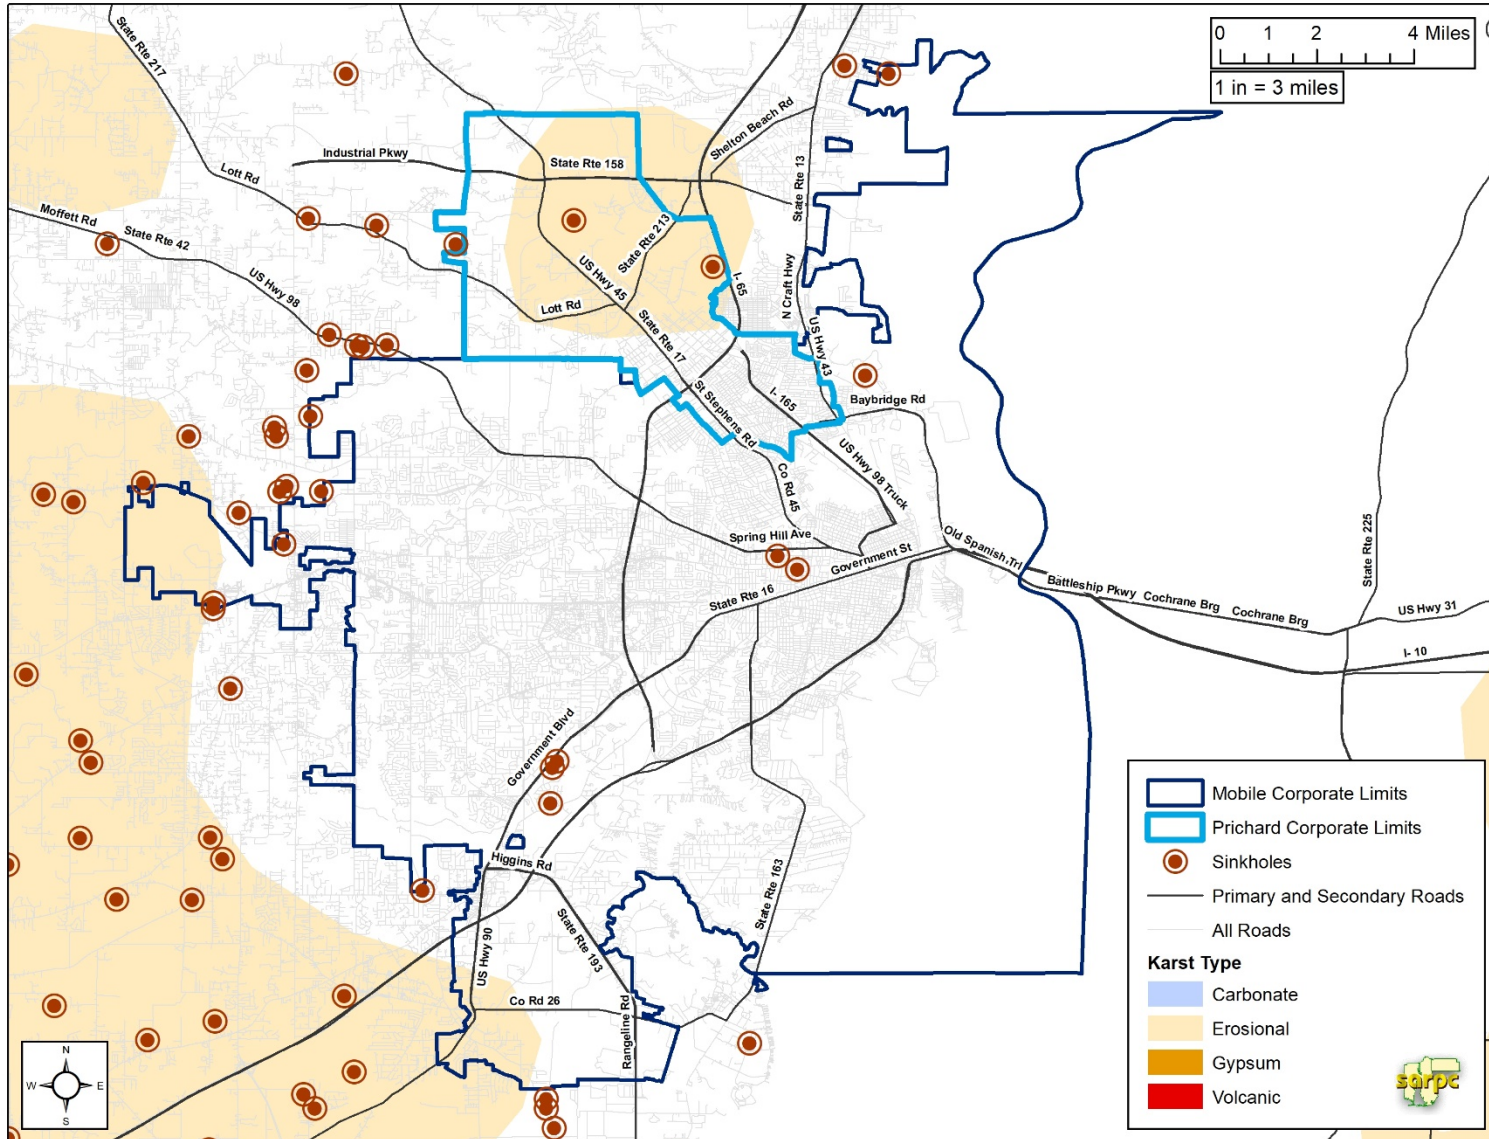 0 1 2 4 Miles
1 in = 3 miles
State Rte 217
Shelton Beach Rd
Industrial Pkwy
State Rte 158
Lott Rd
State Rte 13
Moffett Rd
State Rte 42
State Rte 213
US Hwy 98
US Hwy 45
I- 65
N Craft Hwy
Lott Rd
State Rte 17
US Hwy 43
St Stephens Rd
I- 165
Baybridge Rd
US Hwy 98 Truck
Co Rd 45
Spring Hill Ave
Government St
Old Spanish Trl
State Rte 225
State Rte 16
Battleship Pkwy
Cochrane Brg
Cochrane Brg
US Hwy 31
I- 10
Government Blvd
Higgins Rd
State Rte 163
State Rte 193
US Hwy 90
Co Rd 26
Rangeline Rd
Mobile Corporate Limits
Prichard Corporate Limits
Sinkholes
Primary and Secondary Roads
All Roads
Karst Type
Carbonate
Erosional
Gypsum
Volcanic
N
W E
S
sarpc